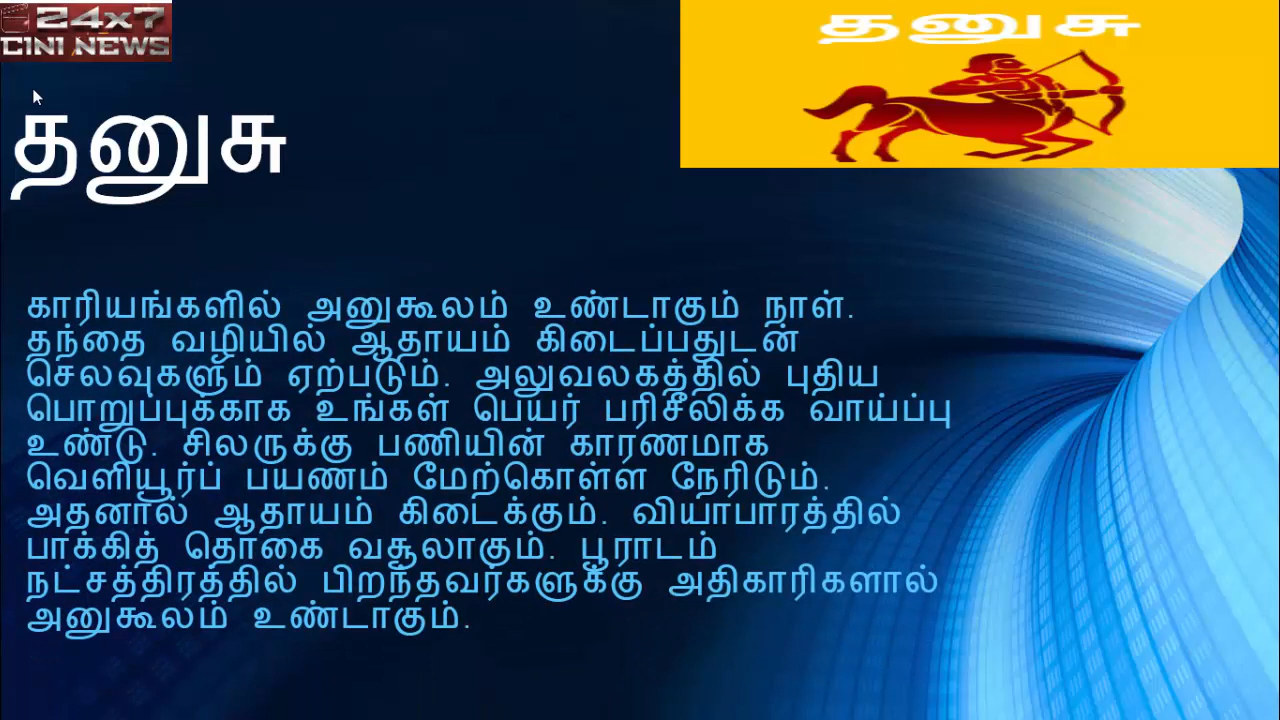 24x7
CINI NEWS
தனுசு
தனுசு
காரியங்களில் அனுகூலம் உண்டாகும் நாள்.
தந்தை வழியில் ஆதாயம் கிடைப்பதுடன்
செலவுகளும் ஏற்படும். அலுவலகத்தில் புதிய
பொறுப்புக்காக உங்கள் பெயர் பரிசீலிக்க வாய்ப்பு
உண்டு. சிலருக்கு பணியின் காரணமாக
வெளியூர்ப் பயணம் மேற்கொள்ள நேரிடும்.
அதனால் ஆதாயம் கிடைக்கும். வியாபாரத்தில்
பாக்கித் தொகை வசூலாகும். பூராடம்
நட்சத்திரத்தில் பிறந்தவர்களுக்கு அதிகாரிகளால்
அனுகூலம் உண்டாகும்.